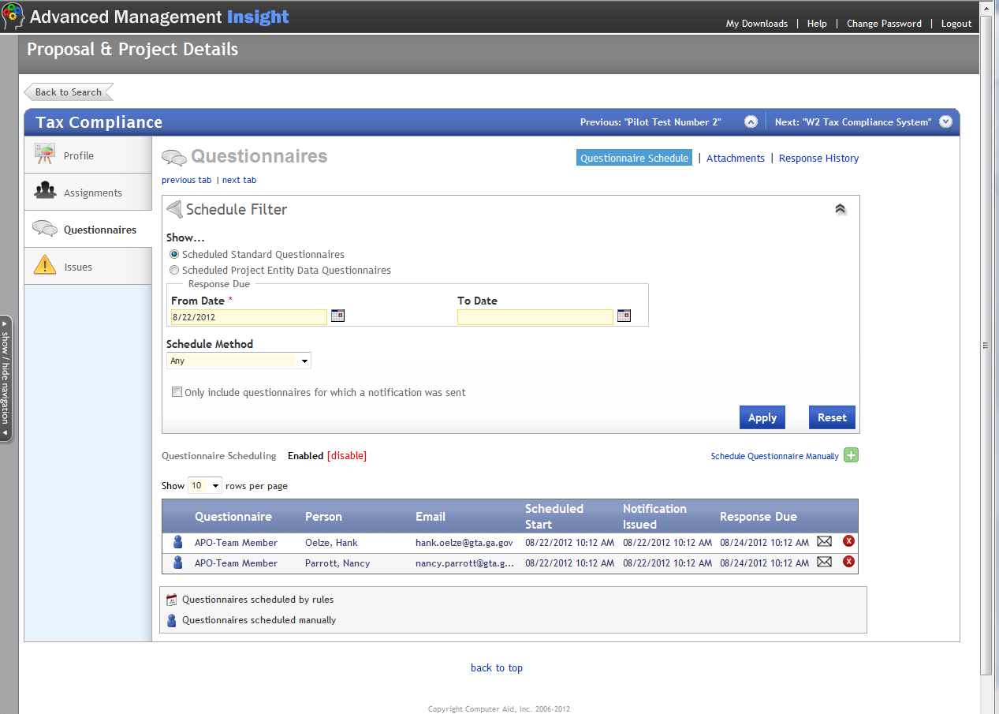 Advanced Management Insight
My Downloads | Help | Change Password | Logout
Proposal & Project Details
Back to Search
Tax Compliance
Previous: "Pilot Test Number 2" | Next: "W2 Tax Compliance System"
Profile
Assignments
Questionnaires
Issues
show / hide navigation
Questionnaires
Questionnaire Schedule | Attachments | Response History
previous tab | next tab
Schedule Filter
Show...
Scheduled Standard Questionnaires
Scheduled Project Entity Data Questionnaires
Response Due
From Date * To Date
8/22/2012
Schedule Method
Any
Only include questionnaires for which a notification was sent
Apply Reset
Questionnaire Scheduling Enabled [disable] Schedule Questionnaire Manually
Show 10 rows per page
Questionnaire Person Email Scheduled Start Notification Issued Response Due
APO-Team Member Oelze, Hank hank.oelze@gta.ga.gov 08/22/2012 10:12 AM 08/22/2012 10:12 AM 08/24/2012 10:12 AM
APO-Team Member Parrott, Nancy nancy.parrott@gta.g... 08/22/2012 10:12 AM 08/22/2012 10:12 AM 08/24/2012 10:12 AM
Questionnaires scheduled by rules
Questionnaires scheduled manually
back to top
Copyright Computer Aid, Inc. 2006-2012